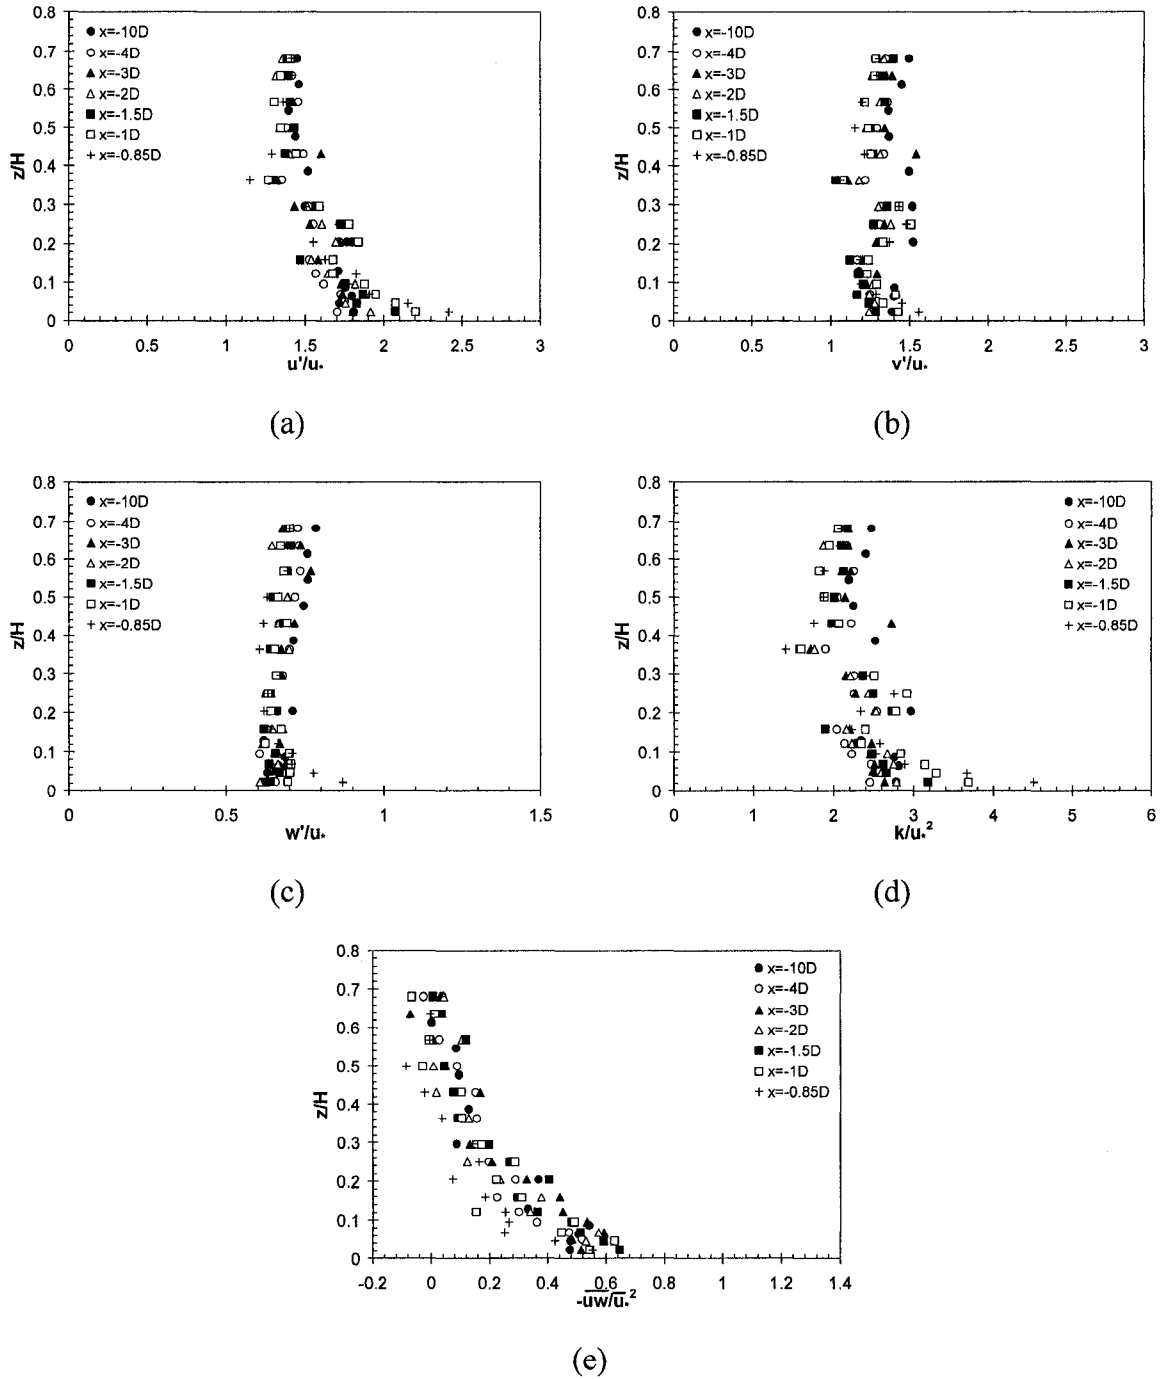 0.8
0.7
0.6
0.5
0.4
0.3
0.2
0.1
0
z/H
x=-10D
x=-4D
x=-3D
x=-2D
x=-1.5D
x=-1D
x=-0.85D
0 0.5 1 1.5 2 2.5 3
u'/u*
(a)
0.8
0.7
0.6
0.5
0.4
0.3
0.2
0.1
0
z/H
x=-10D
x=-4D
x=-3D
x=-2D
x=-1.5D
x=-1D
x=-0.85D
0 0.5 1 1.5 2 2.5 3
v'/u*
(b)
0.8
0.7
0.6
0.5
0.4
0.3
0.2
0.1
0
z/H
x=-10D
x=-4D
x=-3D
x=-2D
x=-1.5D
x=-1D
x=-0.85D
0 0.5 1 1.5
w'/u*
(c)
0.8
0.7
0.6
0.5
0.4
0.3
0.2
0.1
0
z/H
x=-10D
x=-4D
x=-3D
x=-2D
x=-1.5D
x=-1D
x=-0.85D
0 1 2 3 4 5 6
k/u*²
(d)
0.8
0.7
0.6
0.5
0.4
0.3
0.2
0.1
0
z/H
x=-10D
x=-4D
x=-3D
x=-2D
x=-1.5D
x=-1D
x=-0.85D
-0.2 0 0.2 0.4 0.6 0.8 1 1.2 1.4
-uw/u*²
(e)